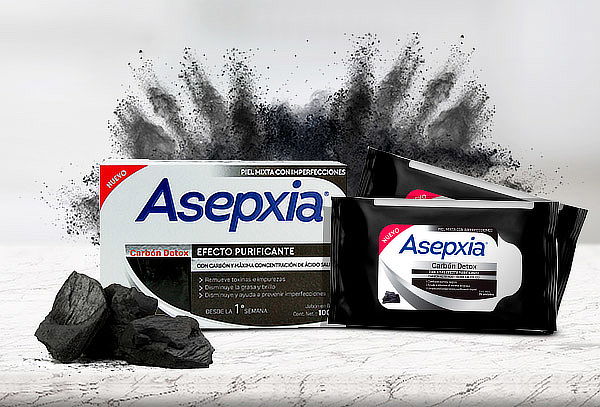 NUEVO
PIEL MIXTA CON IMPERFECCIONES
Asepxia®
Carbón Detox
EFECTO PURIFICANTE
CON CARBÓN Y MÁXIMA CONCENTRACIÓN DE ÁCIDO
> Remueve toxinas e impurezas
> Disminuye la grasa y brillo
> Disminuye y ayuda a prevenir imperfecciones
DESDE LA 1ª SEMANA
Cont. Net.
NUEVO
PIEL MIXTA CON IMPERFECCIONES
Asepxia
Carbón Detox